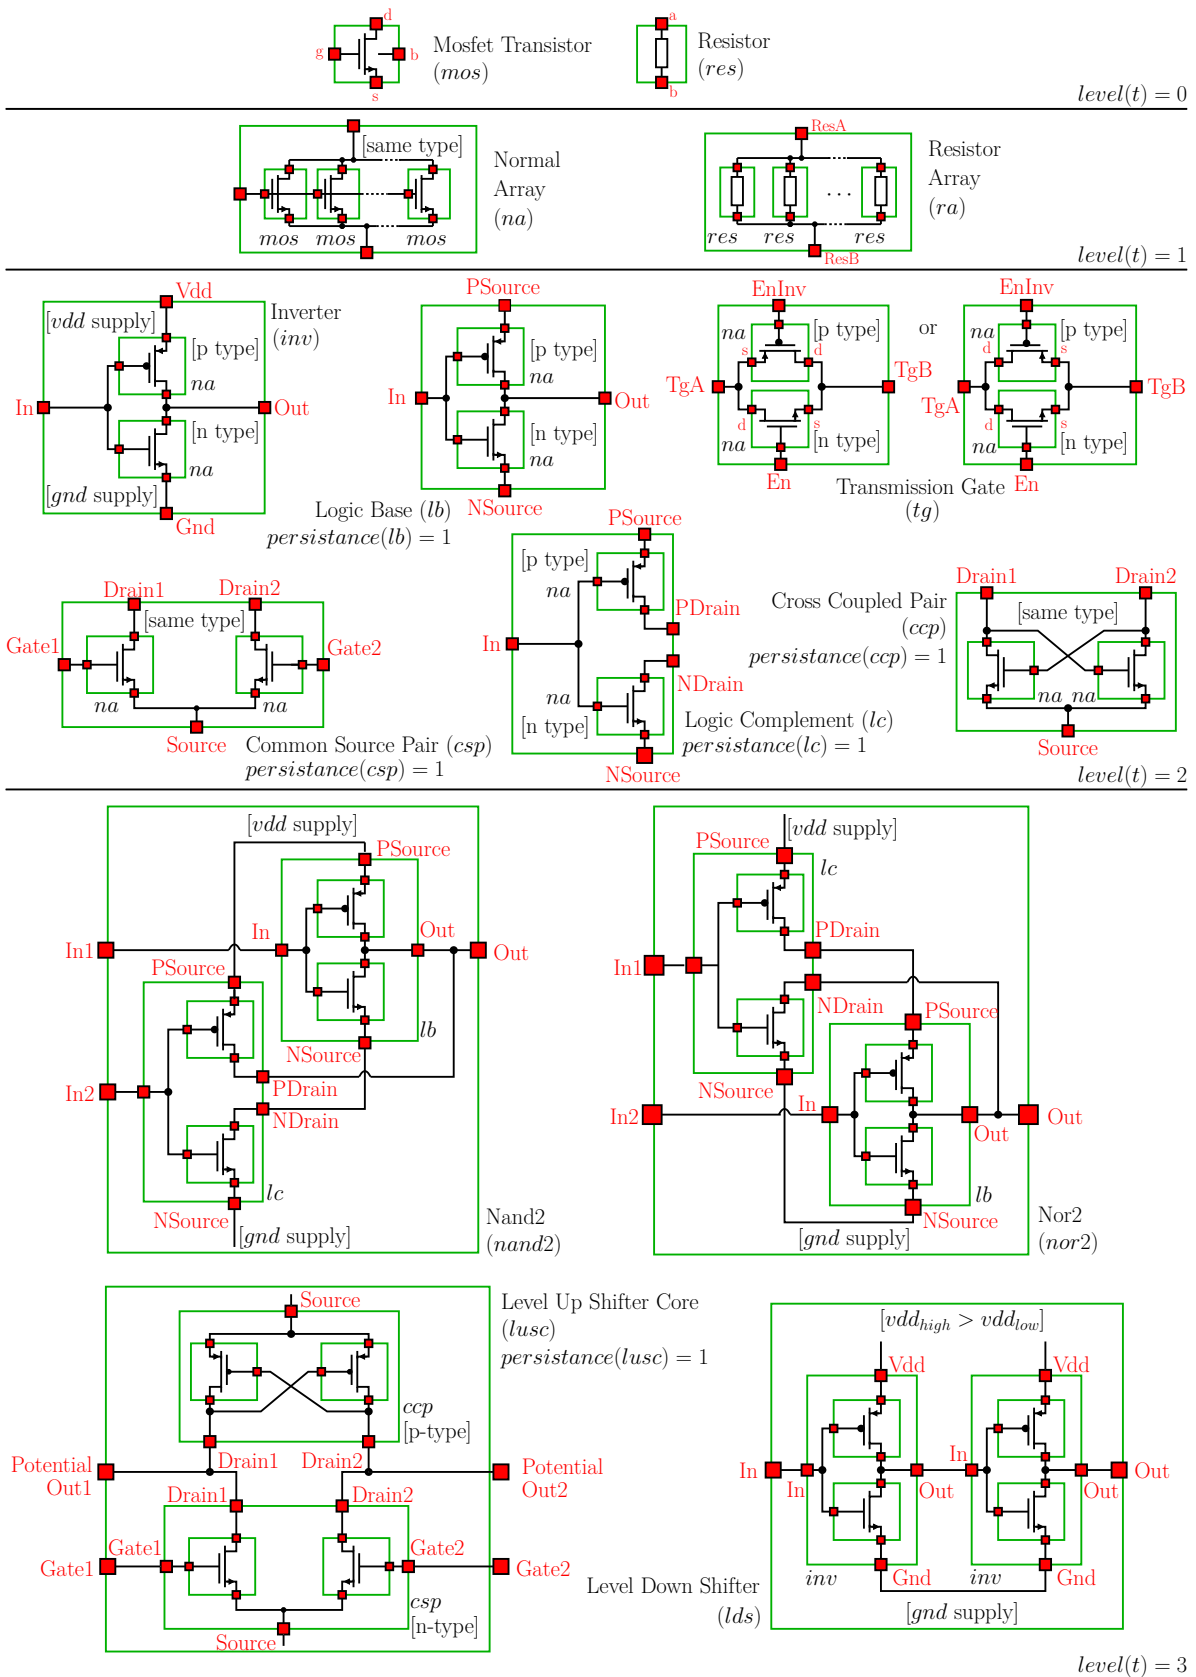 d
g
b
s
Mosfet Transistor
(mos)
a
b
Resistor
(res)
level(t) = 0
[same type]
mos mos mos
Normal
Array
(na)
ResA
...
res res res
ResB
Resistor
Array
(ra)
level(t) = 1
Vdd
[vdd supply]
[p type]
na
In
Out
[n type]
na
[gnd supply]
Gnd
Inverter
(inv)
PSource
[p type]
na
In
Out
[n type]
na
NSource
Logic Base (lb)
persistance(lb) = 1
EnInv
na
[p type]
s
d
TgA
TgB
d
s
na
[n type]
En
or
EnInv
na
[p type]
d
s
TgA
TgB
d
s
na
[n type]
En
Transmission Gate
(tg)
Drain1
Drain2
[same type]
Gate1
Gate2
na
na
Source
Common Source Pair (csp)
persistance(csp) = 1
PSource
[p type]
na
PDrain
In
NDrain
na
[n type]
NSource
Logic Complement (lc)
persistance(lc) = 1
Cross Coupled Pair
(ccp)
persistance(ccp) = 1
Drain1
Drain2
[same type]
na na
Source
level(t) = 2
[vdd supply]
PSource
In
Out
In1
Out
PSource
lb
NSource
In2
PDrain
NDrain
lc
NSource
[gnd supply]
Nand2
(nand2)
[vdd supply]
PSource
lc
PDrain
In1
NDrain
PSource
NSource
In2
In
Out
Out
lb
NSource
[gnd supply]
Nor2
(nor2)
Source
ccp
[p-type]
Drain1
Drain2
Potential
Out1
Potential
Out2
Drain1
Drain2
Gate1
Gate1
Gate2
Gate2
csp
[n-type]
Source
Level Up Shifter Core
(lusc)
persistance(lusc) = 1
[vddhigh > vddlow]
Vdd
Vdd
In
In
Out
In
Out
Out
inv
Gnd
inv
Gnd
[gnd supply]
Level Down Shifter
(lds)
level(t) = 3